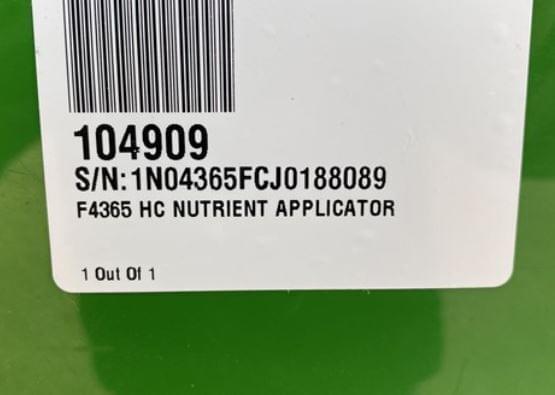 104909
S/N:1N04365FCJ0188089
F4365 HC NUTRIENT APPLICATOR
1 Out Of 1